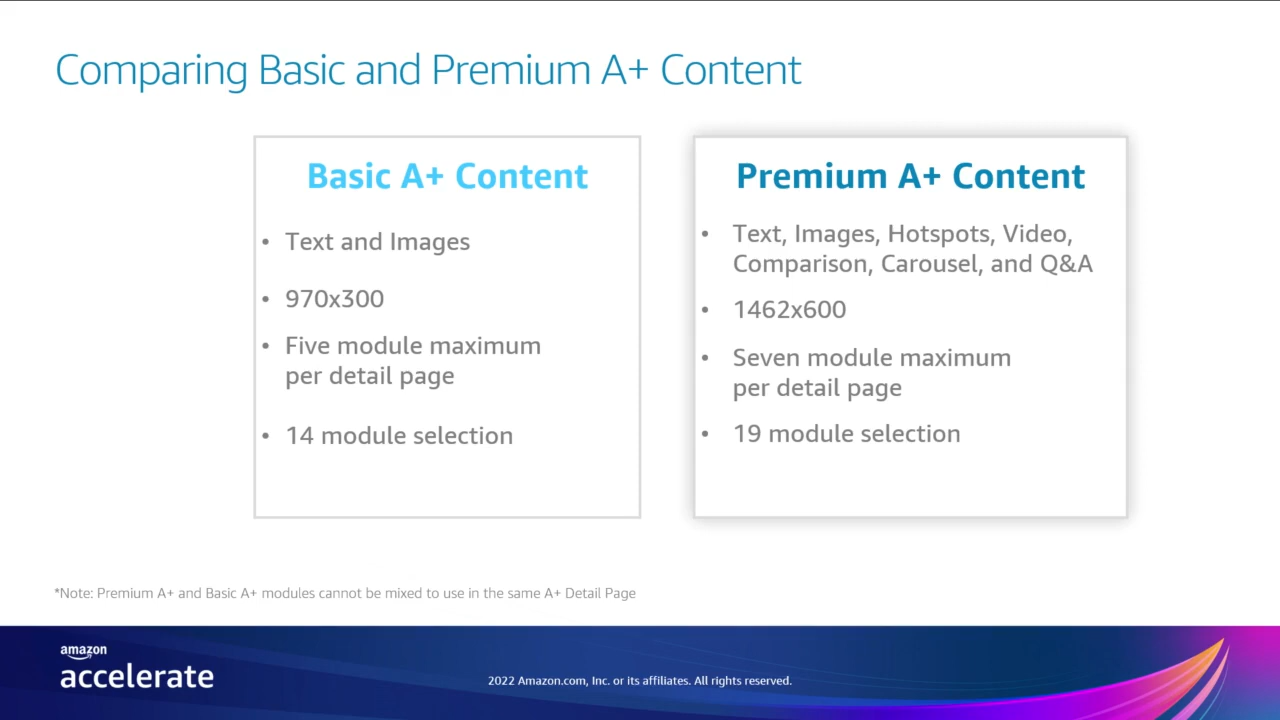 Comparing Basic and Premium A+ Content
Basic A+ Content
• Text and Images
• 970x300
• Five module maximum
per detail page
• 14 module selection
Premium A+ Content
• Text, Images, Hotspots, Video,
Comparison, Carousel, and Q&A
• 1462x600
• Seven module maximum
per detail page
• 19 module selection
*Note: Premium A+ and Basic A+ modules cannot be mixed to use in the same A+ Detail Page
amazon
accelerate
2022 Amazon.com, Inc. or its affiliates. All rights reserved.